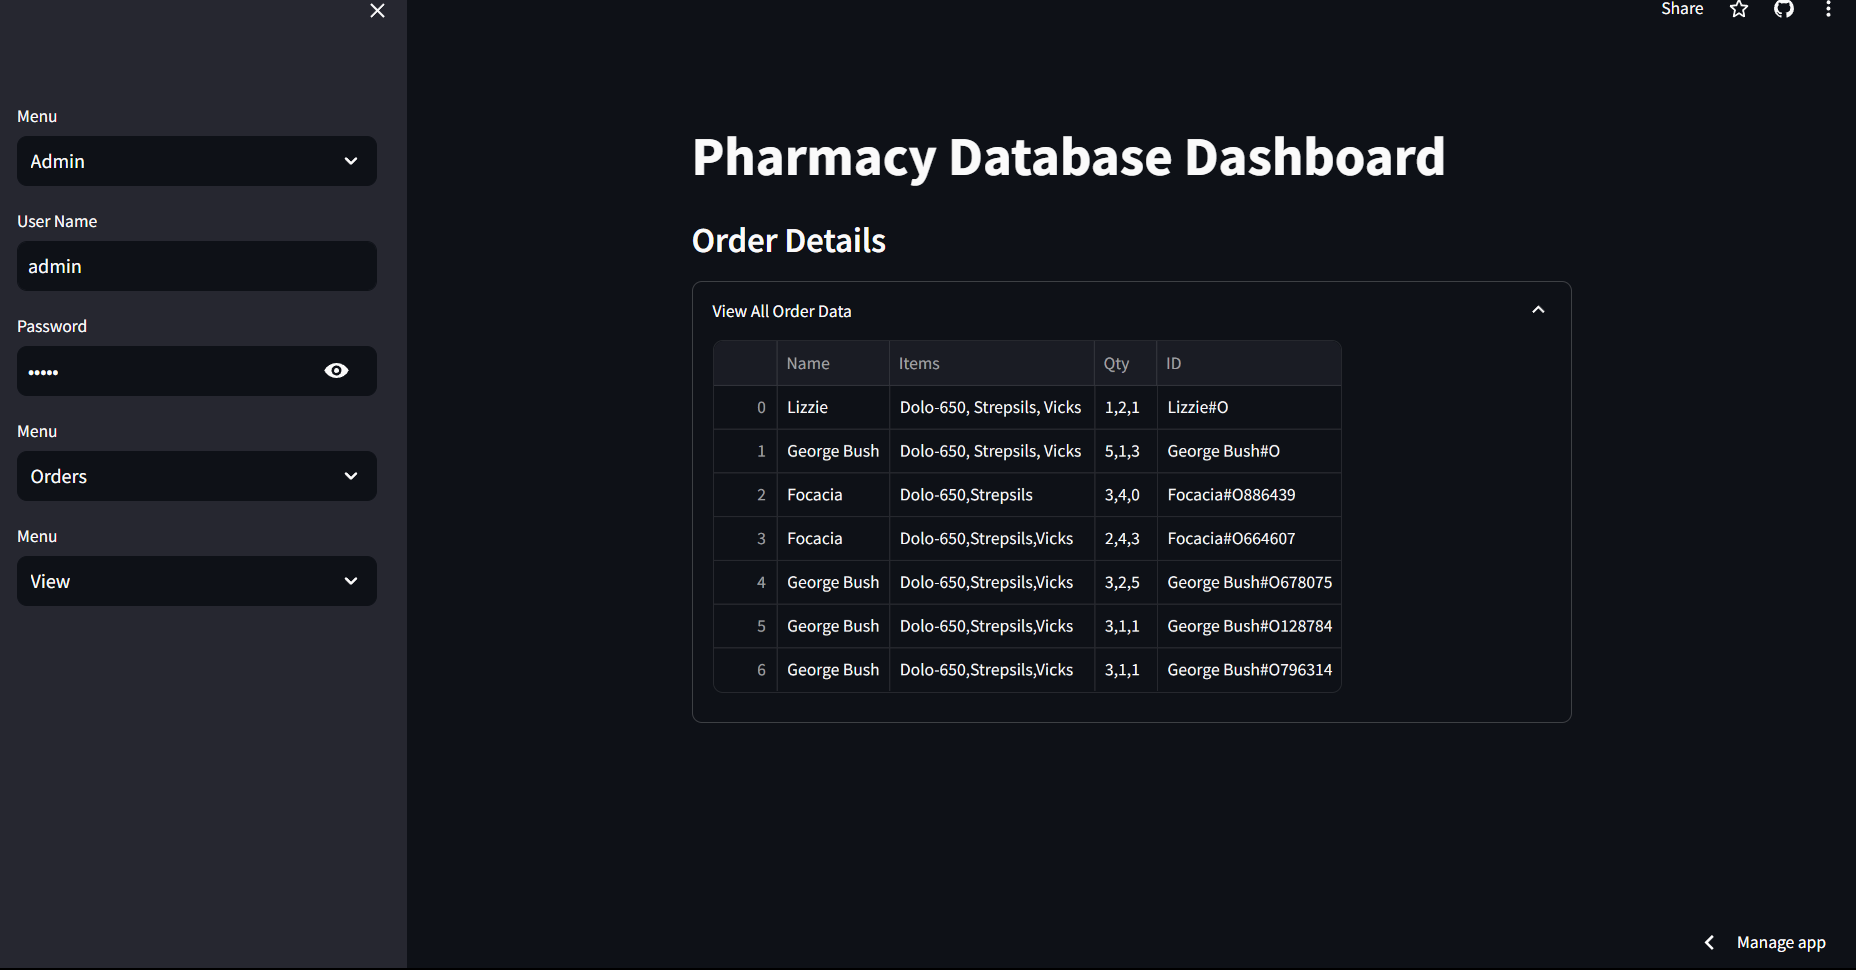 Share
Menu
Admin
User Name
admin
Password
•••••
Menu
Orders
Menu
View
Pharmacy Database Dashboard
Order Details
View All Order Data
Name Items Qty ID
0 Lizzie Dolo-650, Strepsils, Vicks 1,2,1 Lizzie#O
1 George Bush Dolo-650, Strepsils, Vicks 5,1,3 George Bush#O
2 Focacia Dolo-650,Strepsils 3,4,0 Focacia#O886439
3 Focacia Dolo-650,Strepsils,Vicks 2,4,3 Focacia#O664607
4 George Bush Dolo-650,Strepsils,Vicks 3,2,5 George Bush#O678075
5 George Bush Dolo-650,Strepsils,Vicks 3,1,1 George Bush#O128784
6 George Bush Dolo-650,Strepsils,Vicks 3,1,1 George Bush#O796314
Manage app